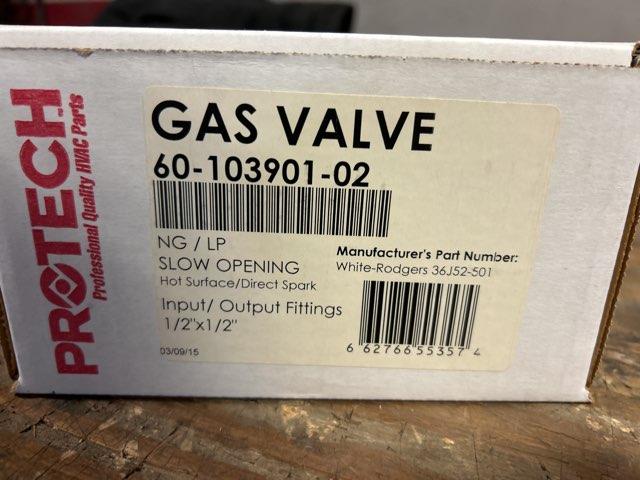 PROTECH
Professional Quality HVAC Parts
GAS VALVE
60-103901-02
NG / LP
SLOW OPENING
Hot Surface/Direct Spark
Input/ Output Fittings
1/2"x1/2"
03/09/15
Manufacturer's Part Number:
White-Rodgers 36J52-501
6 62766 55357 4